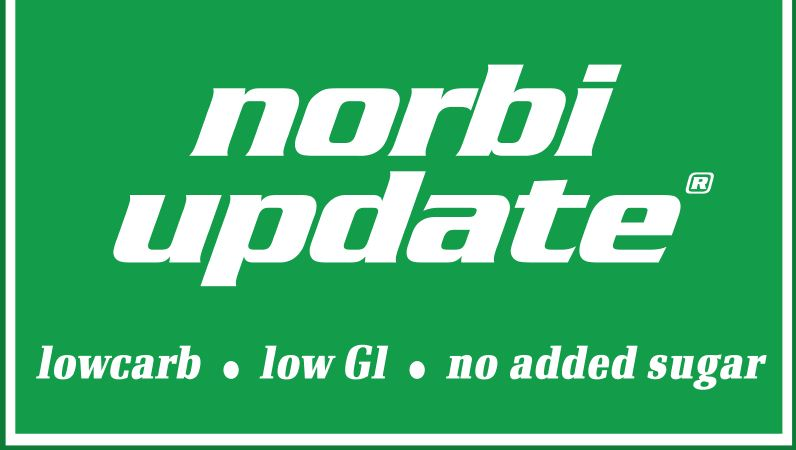 norbi
update®
lowcarb • low GI • no added sugar